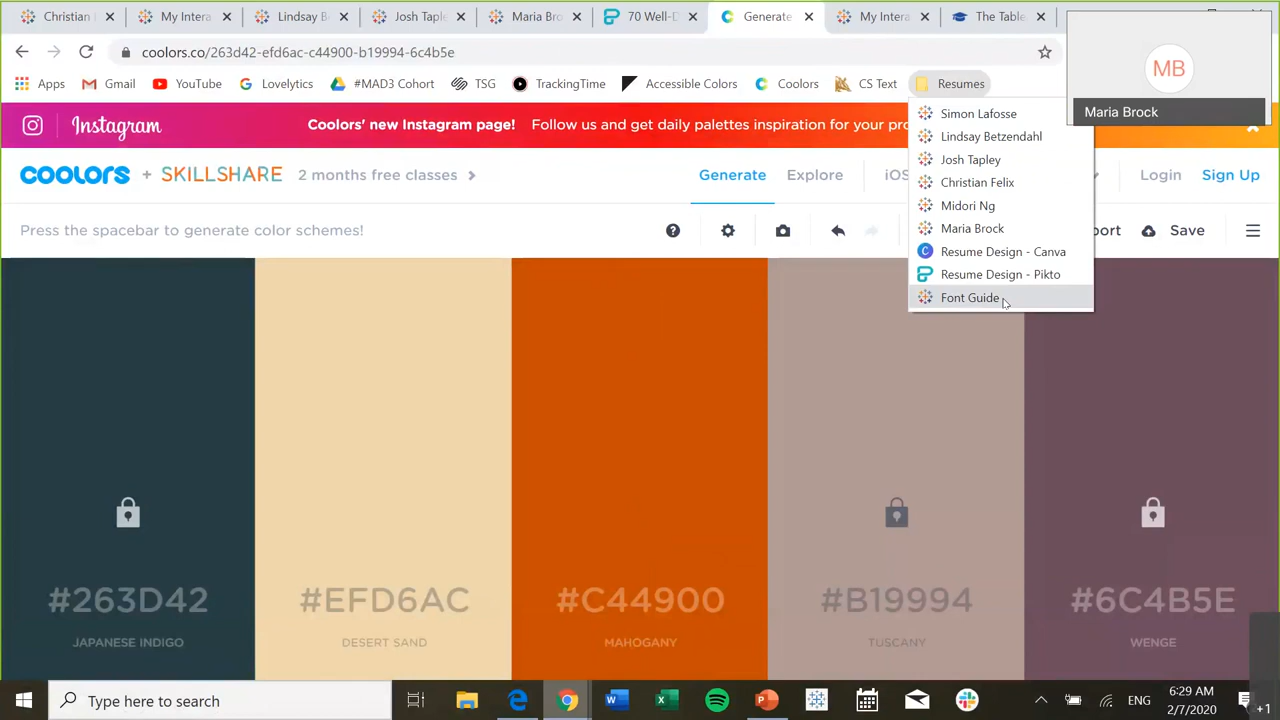 Christian
My Intera
Lindsay B
Josh Taple
Maria Bro
70 Well-D
Generate
My Intera
The Table
coolors.co/263d42-efd6ac-c44900-b19994-6c4b5e
Apps
Gmail
YouTube
Lovelytics
#MAD3 Cohort
TSG
TrackingTime
Accessible Colors
Coolors
CS Text
Resumes
MB
Maria Brock
Instagram
Coolors' new Instagram page! Follow us and get daily palettes inspiration for your pro
Simon Lafosse
Lindsay Betzendahl
Josh Tapley
Christian Felix
Midori Ng
Maria Brock
Resume Design - Canva
Resume Design - Pikto
Font Guide
COOLORS + SKILLSHARE 2 months free classes
Generate
Explore
iOS
Login
Sign Up
Press the spacebar to generate color schemes!
port
Save
#263D42
JAPANESE INDIGO
#EFD6AC
DESERT SAND
#C44900
MAHOGANY
#B19994
TUSCANY
#6C4B5E
WENGE
Type here to search
ENG
6:29 AM
2/7/2020
+1